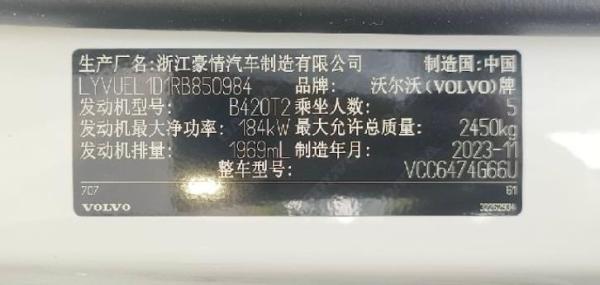 生产厂名: 浙江豪情汽车制造有限公司 制造国: 中国
LYVUEL1D1RB850984 品牌: 沃尔沃(VOLVO)牌
发动机型号: B420T2 乘坐人数: 5
发动机最大净功率: 184kW 最大允许总质量: 2450kg
发动机排量: 1969mL 制造年月: 2023-11
整车型号: VCC6474G66U
707 61
VOLVO 32262934